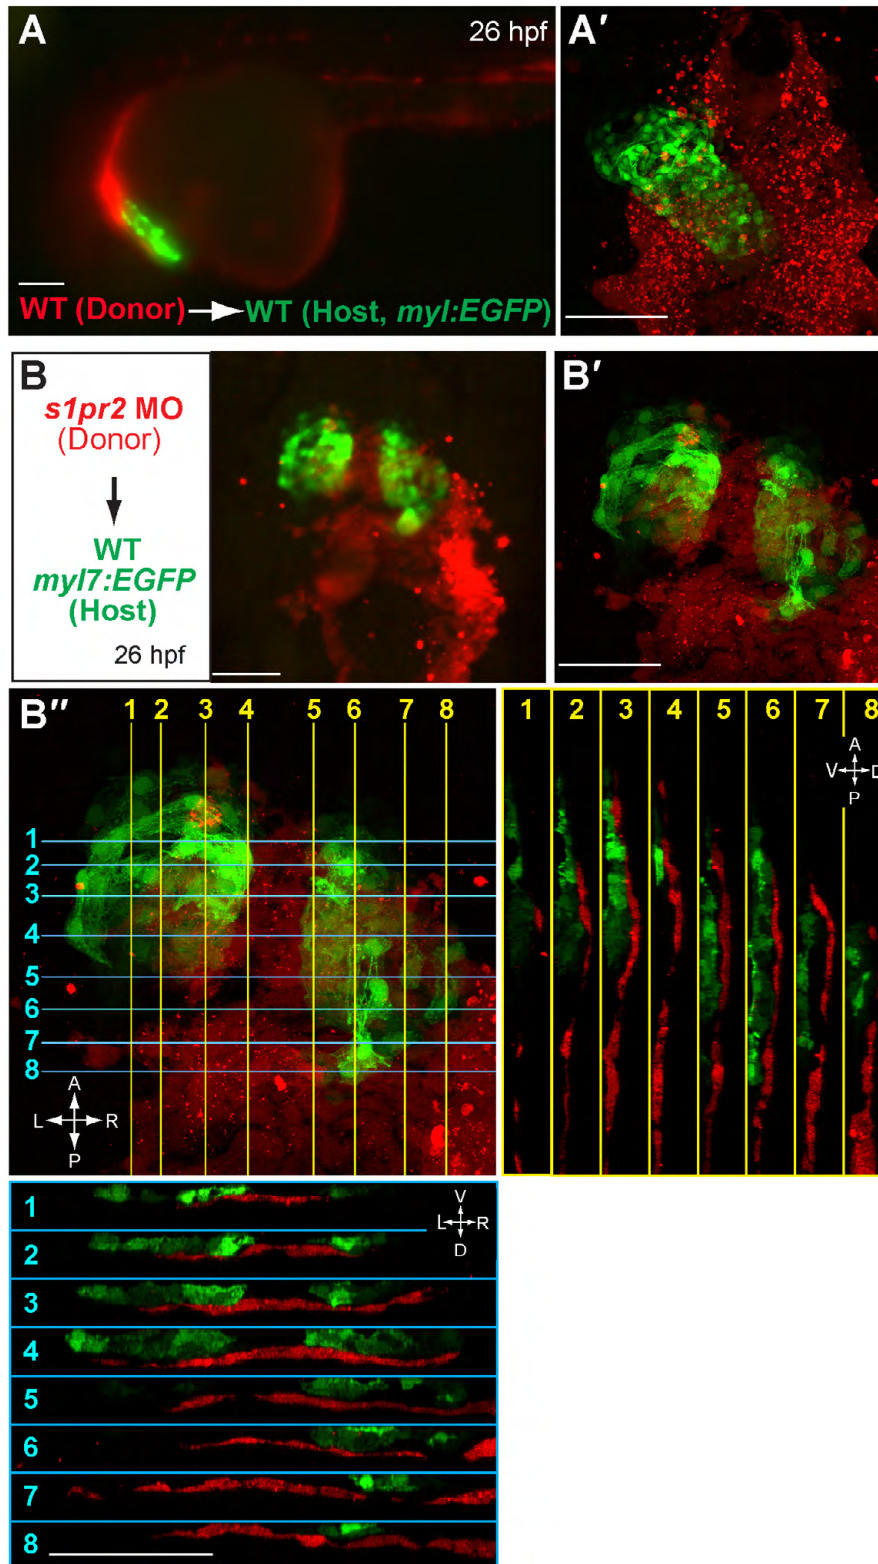 A
26 hpf
A′
WT (Donor) → WT (Host, myl:EGFP)
B
s1pr2 MO
(Donor)
WT
myl7:EGFP
(Host)
26 hpf
B′
B″
1 2 3 4 5 6 7 8
1
2
3
4
5
6
7
8
A
L R
P
1 2 3 4 5 6 7 8
A
V D
P
1
2
3
4
5
6
7
8
V
L R
D